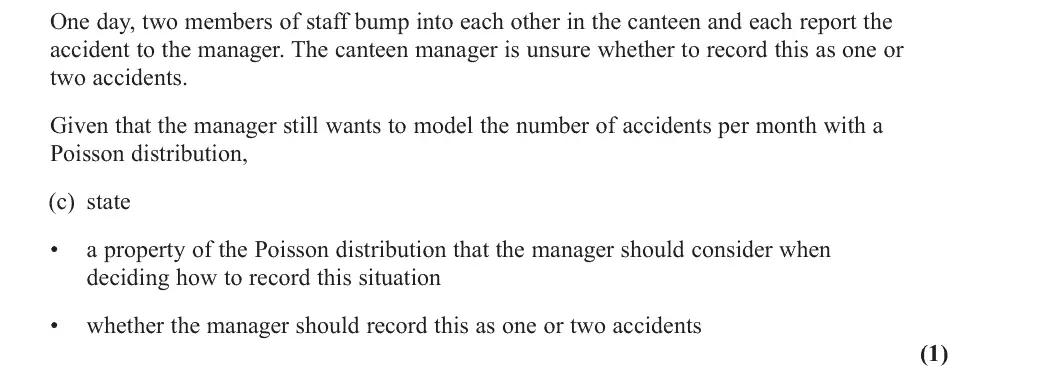 One day, two members of staff bump into each other in the canteen and each report the
accident to the manager. The canteen manager is unsure whether to record this as one or
two accidents.
Given that the manager still wants to model the number of accidents per month with a
Poisson distribution,
(c) state
• a property of the Poisson distribution that the manager should consider when
deciding how to record this situation
• whether the manager should record this as one or two accidents
(1)